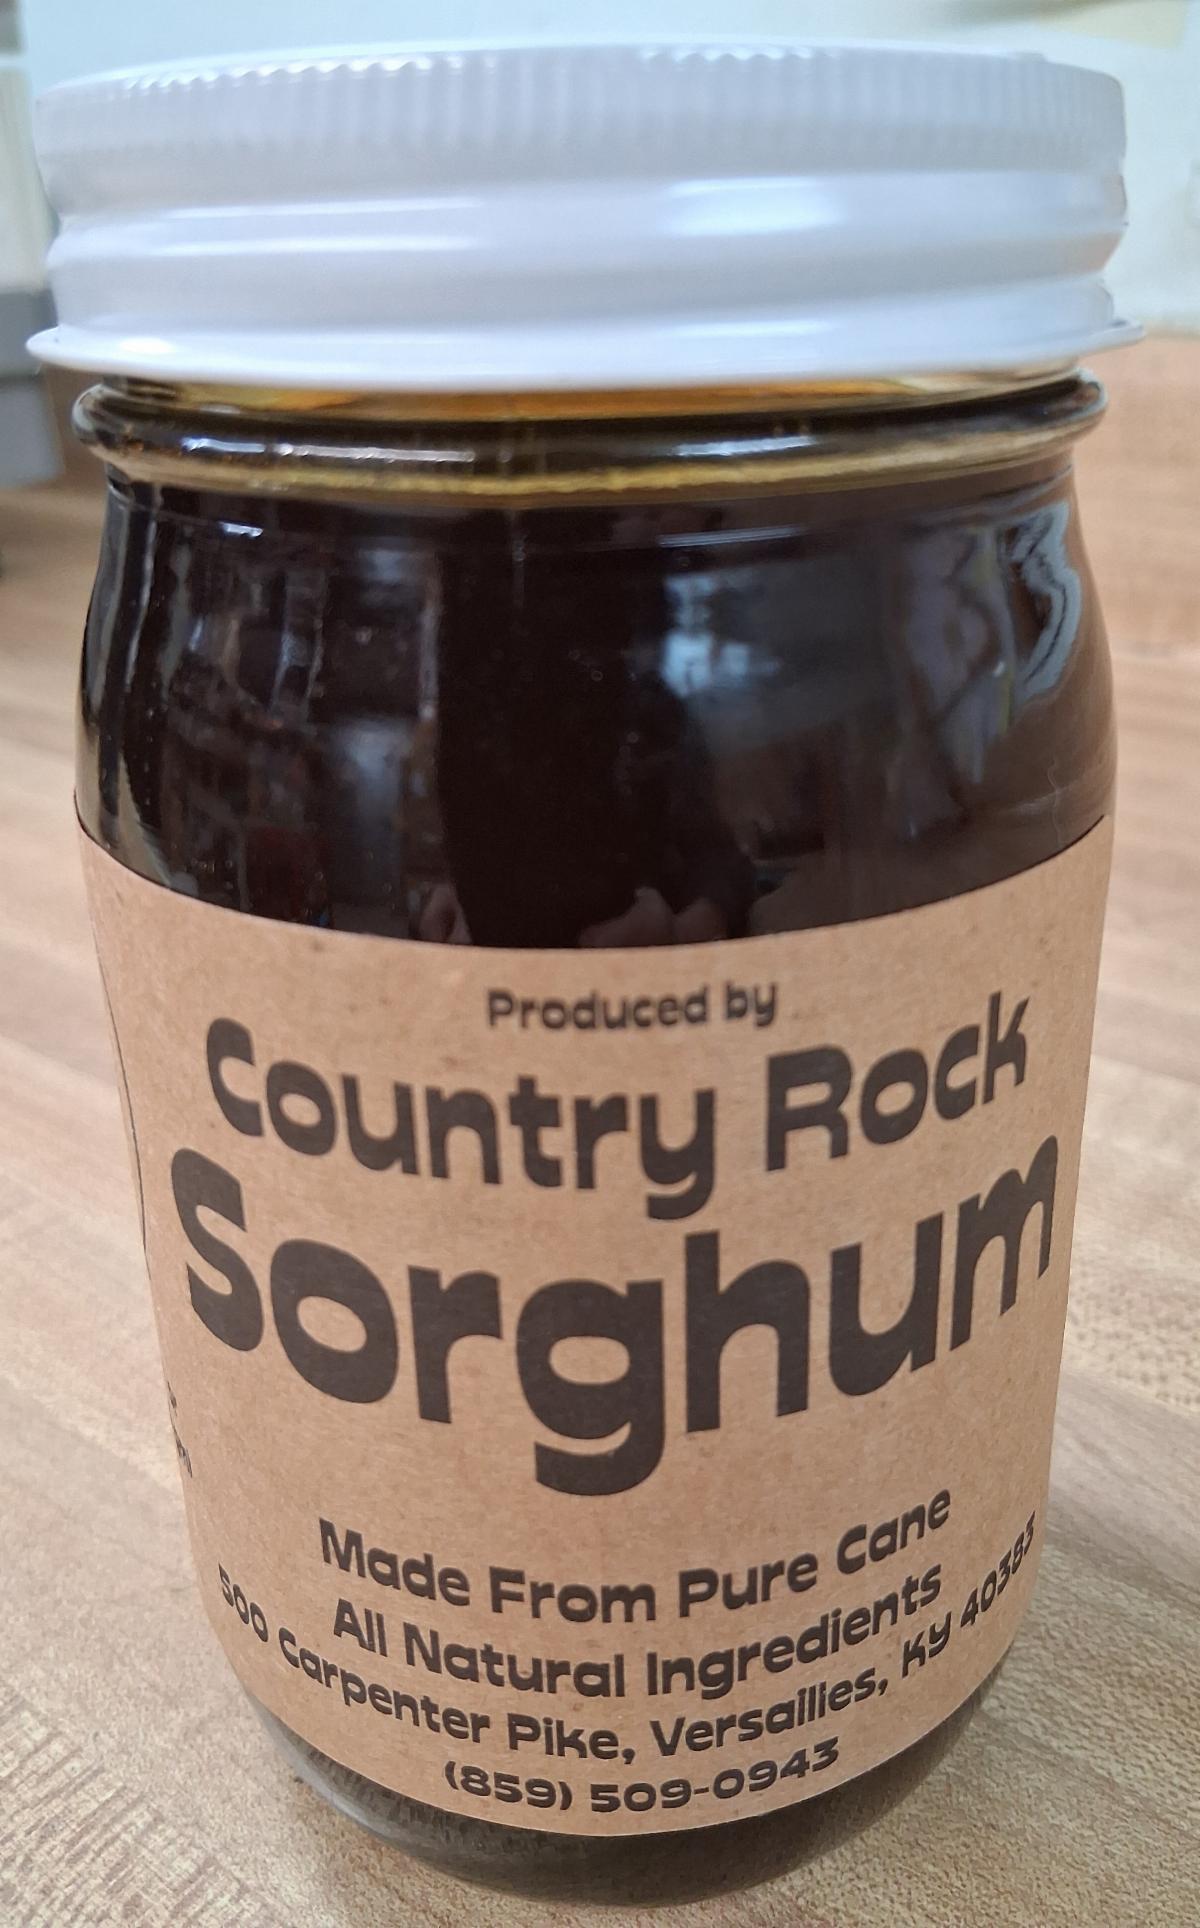 Produced by
Country Rock
Sorghum
Made From Pure Cane
All Natural Ingredients
500 Carpenter Pike, Versailles, Ky 40383
(859) 509-0943